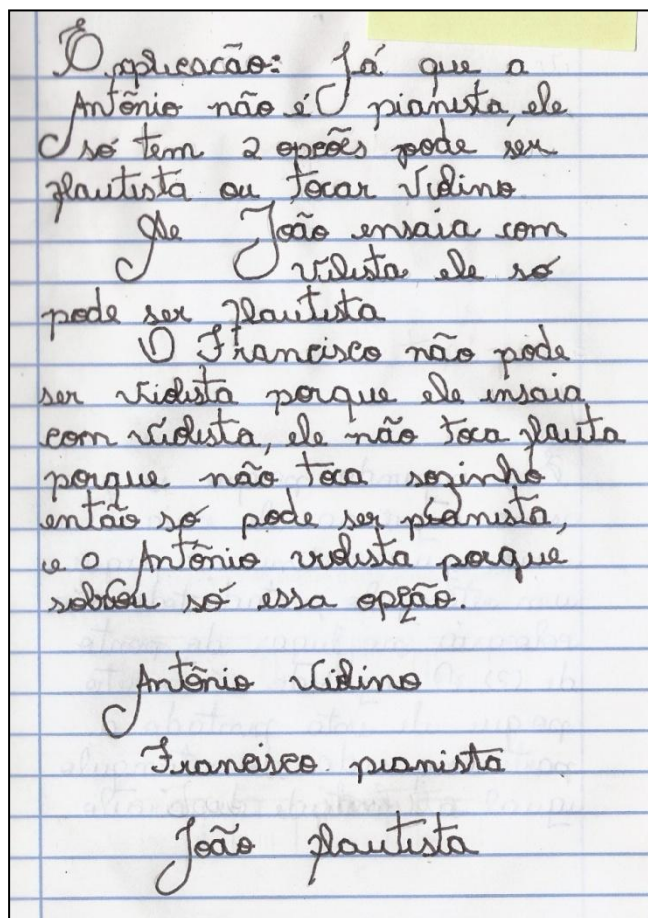 Explicacão: Já que a
Antônio não é pianista, ele
só tem 2 opções pode ser
flautista ou tocar Violino
Se João ensaia com
vilista ele só
pode ser flautista
O Francisco não pode
ser violista porque ele insaia
com violista, ele não toca flauta
porque não toca sozinho
então só pode ser pianista,
e o Antônio violista porque
sobrou só essa opção.
Antônio Violino
Francisco pianista
João flautista